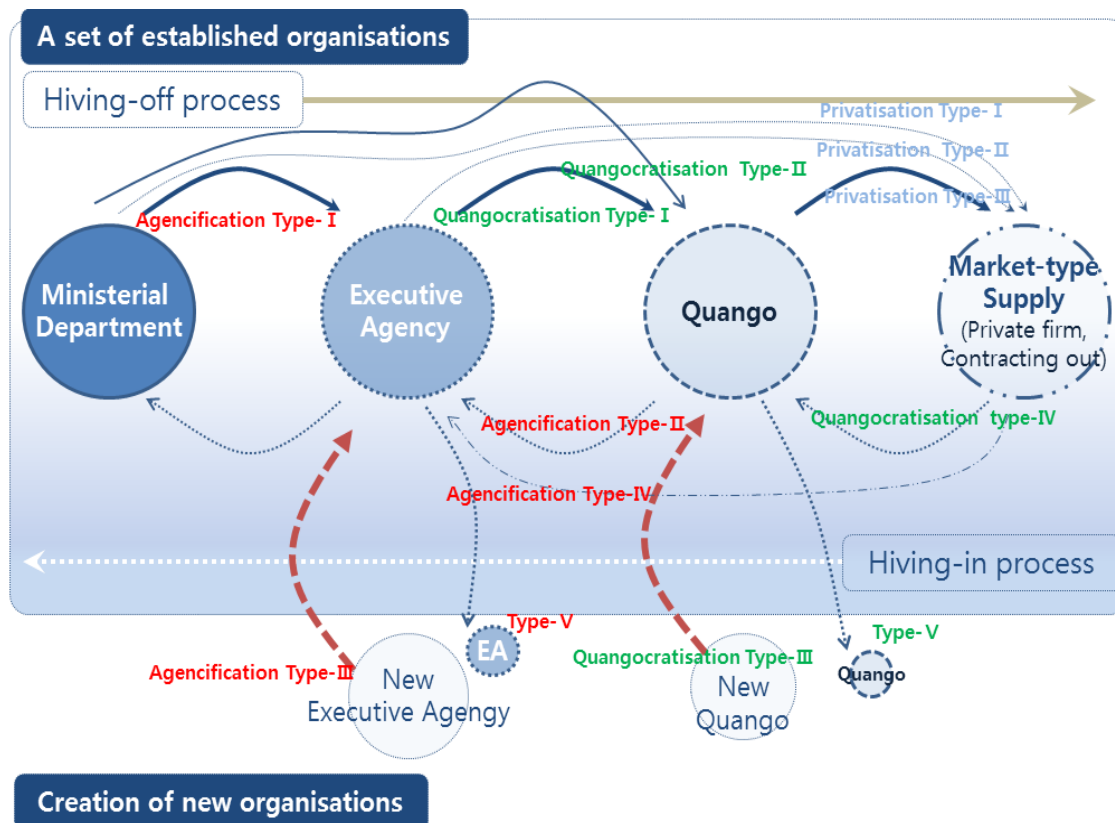 A set of established organisations
Hiving-off process
Privatisation Type-Ⅰ
Privatisation Type-Ⅱ
Quangocratisation Type-Ⅱ
Privatisation Type-Ⅲ
Agencification Type-Ⅰ
Quangocratisation Type-Ⅰ
Ministerial
Department
Executive
Agency
Quango
Market-type
Supply
(Private firm,
Contracting out)
Agencification Type-Ⅱ
Quangocratisation type-Ⅳ
Agencification Type-Ⅳ
Hiving-in process
Type-Ⅴ
EA
Type-Ⅴ
Agencification Type-Ⅲ
Quangocratisation Type-Ⅲ
Quango
New
Executive Agengy
New
Quango
Creation of new organisations